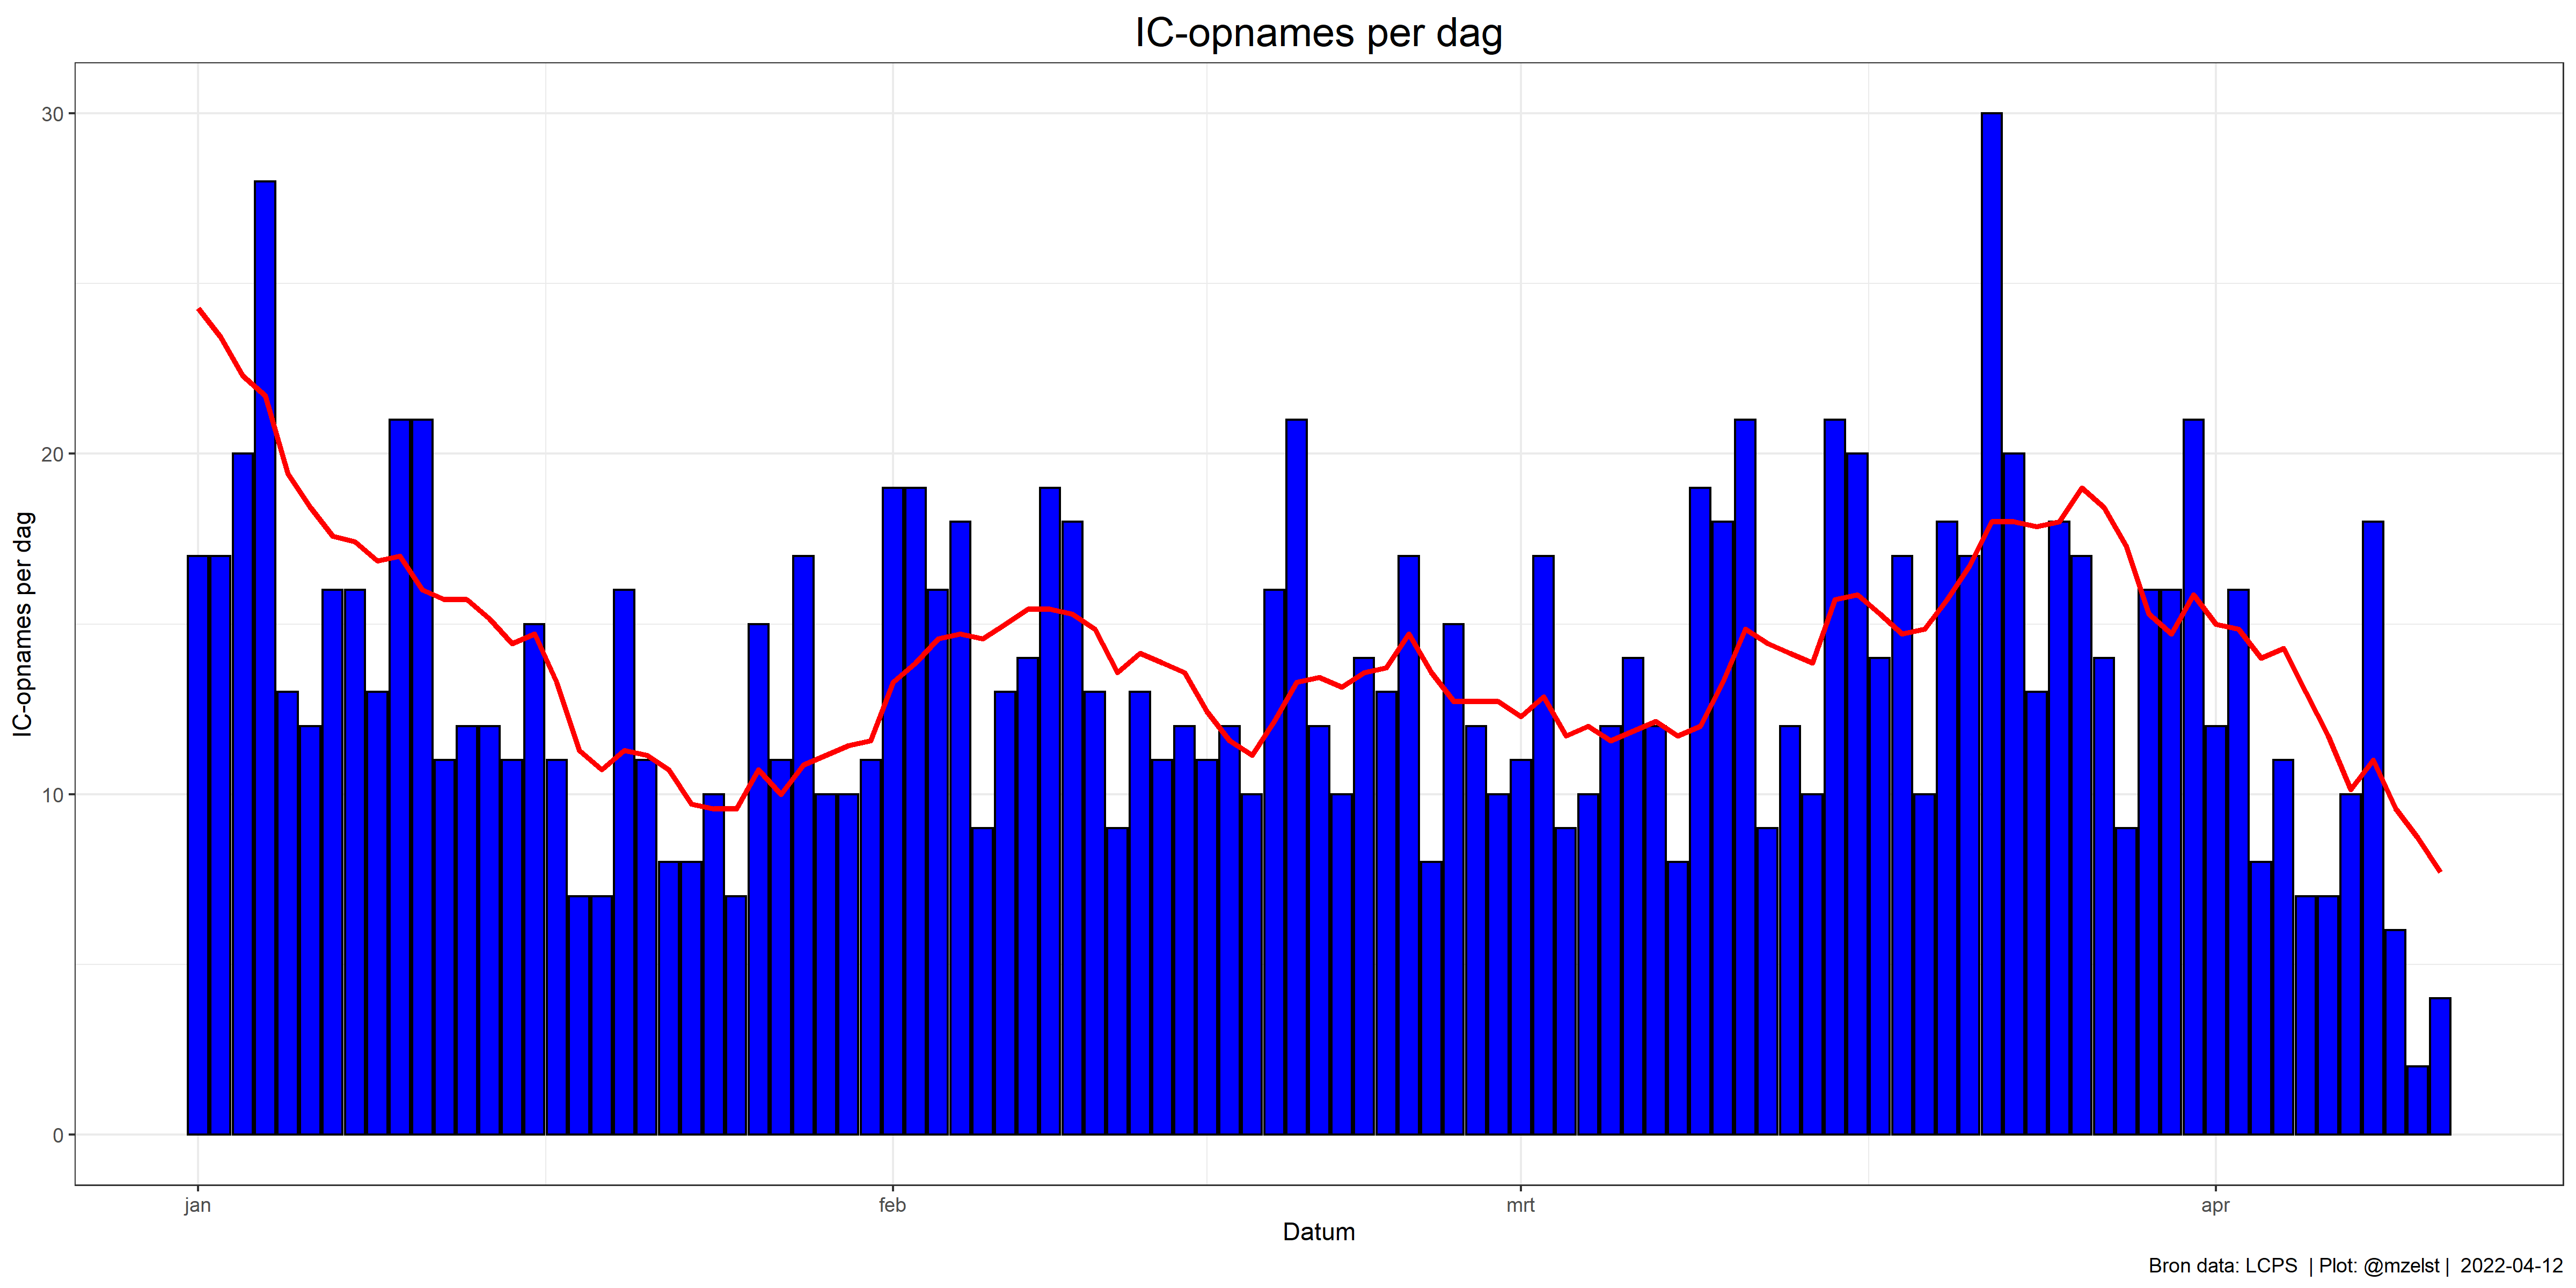 IC-opnames per dag
IC-opnames per dag
30
20
10
0
jan feb mrt apr
Datum
Bron data: LCPS | Plot: @mzelst | 2022-04-12